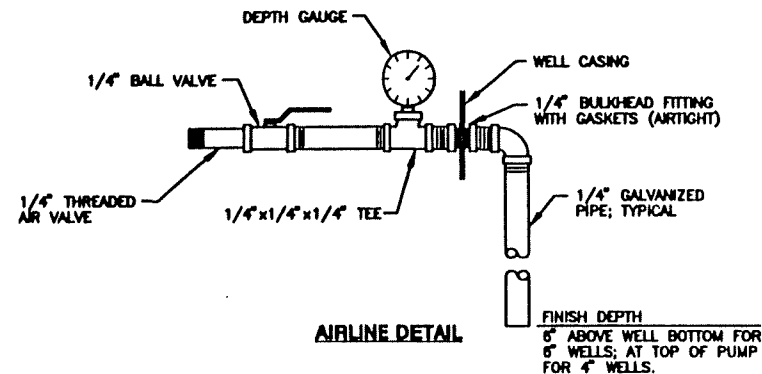 DEPTH GAUGE
WELL CASING
1/4" BALL VALVE
1/4" BULKHEAD FITTING
WITH GASKETS (AIRTIGHT)
1/4" THREADED
AIR VALVE
1/4"x1/4"x1/4" TEE
1/4" GALVANIZED
PIPE; TYPICAL
AIRLINE DETAIL
FINISH DEPTH
6" ABOVE WELL BOTTOM FOR
6" WELLS; AT TOP OF PUMP
FOR 4" WELLS.